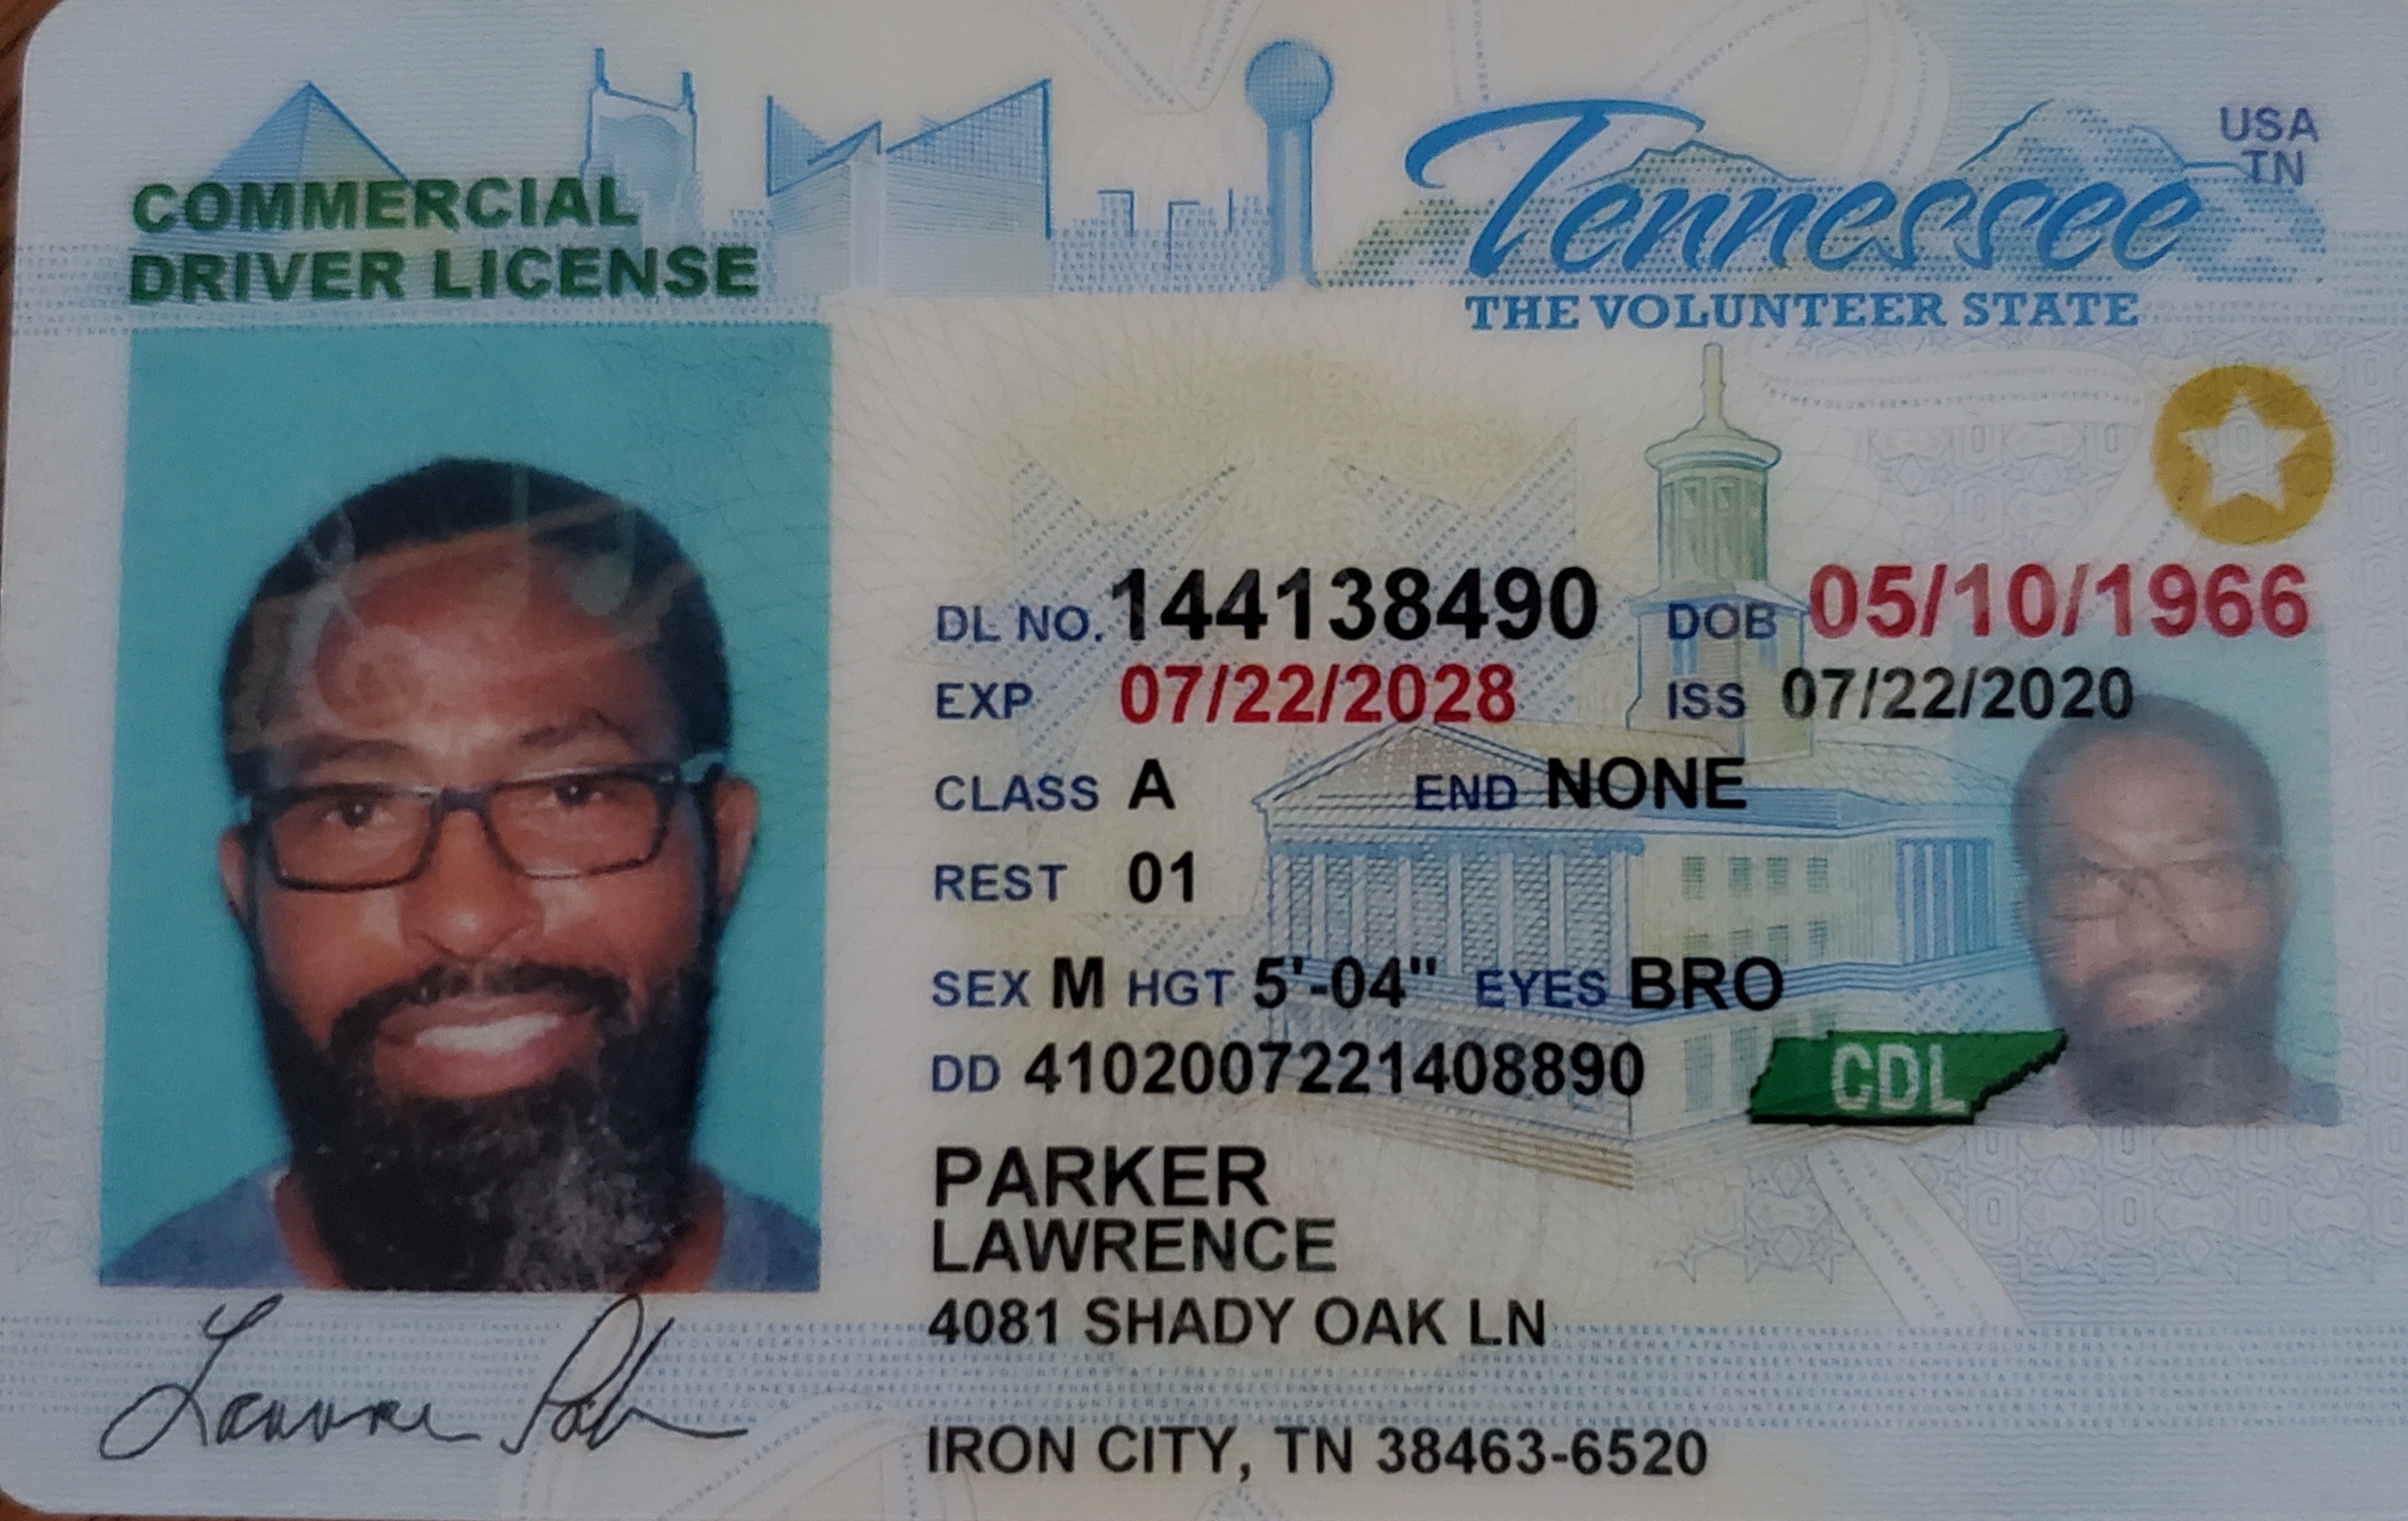 USA
TN
Tennessee
THE VOLUNTEER STATE
COMMERCIAL
DRIVER LICENSE
DL NO. 144138490 DOB 05/10/1966
EXP 07/22/2028 ISS 07/22/2020
CLASS A END NONE
REST 01
SEX M HGT 5'-04" EYES BRO
DD 4102007221408890
CDL
PARKER
LAWRENCE
4081 SHADY OAK LN
IRON CITY, TN 38463-6520